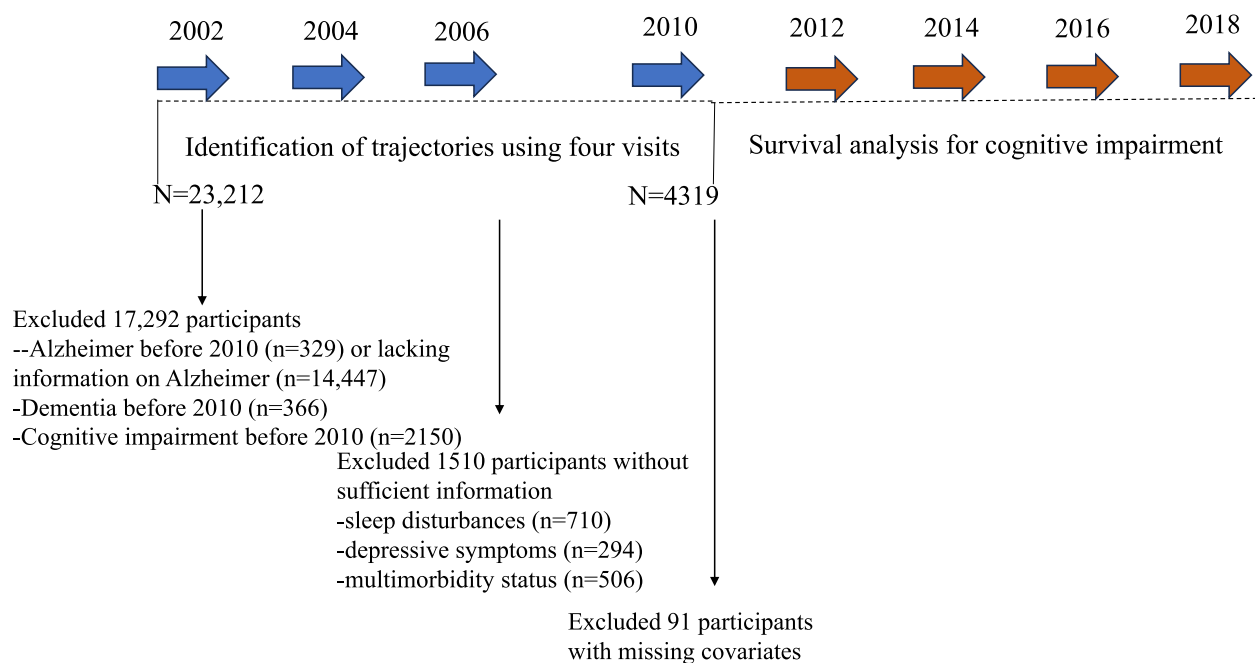 2002
2004
2006
2010
2012
2014
2016
2018
Identification of trajectories using four visits
Survival analysis for cognitive impairment
N=23,212
N=4319
Excluded 17,292 participants
--Alzheimer before 2010 (n=329) or lacking
information on Alzheimer (n=14,447)
-Dementia before 2010 (n=366)
-Cognitive impairment before 2010 (n=2150)
Excluded 1510 participants without
sufficient information
-sleep disturbances (n=710)
-depressive symptoms (n=294)
-multimorbidity status (n=506)
Excluded 91 participants
with missing covariates